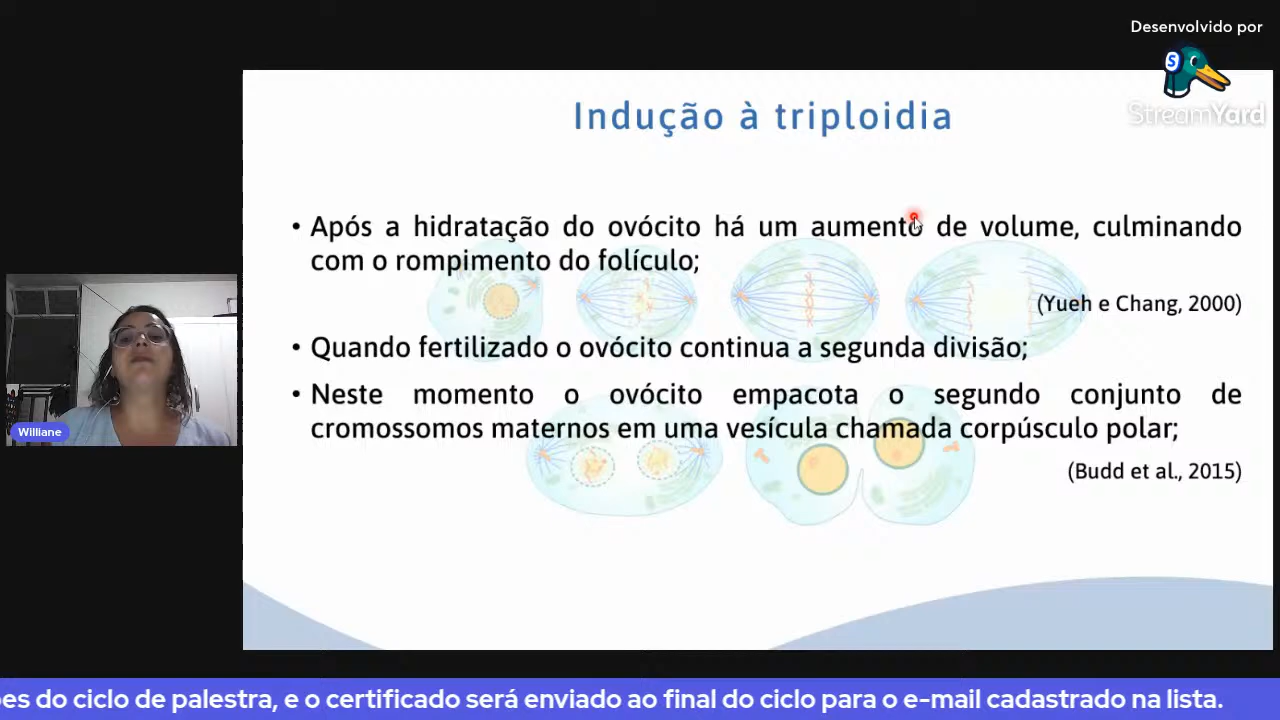 Desenvolvido por
StreamYard
Indução à triploidia
• Após a hidratação do ovócito há um aumento de volume, culminando
com o rompimento do folículo;
(Yueh e Chang, 2000)
• Quando fertilizado o ovócito continua a segunda divisão;
• Neste momento o ovócito empacota o segundo conjunto de
cromossomos maternos em uma vesícula chamada corpúsculo polar;
(Budd et al., 2015)
Williane
es do ciclo de palestra, e o certificado será enviado ao final do ciclo para o e-mail cadastrado na lista.